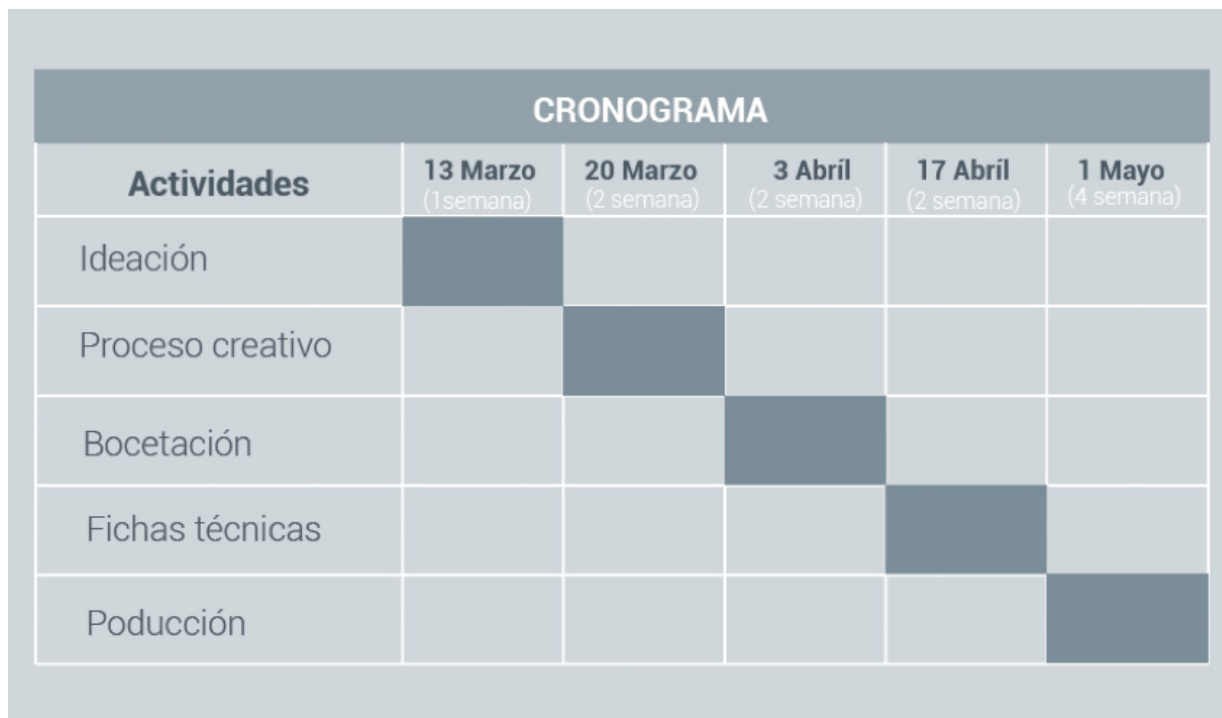 CRONOGRAMA
Actividades
13 Marzo
(1semana)
20 Marzo
(2 semana)
3 Abríl
(2 semana)
17 Abríl
(2 semana)
1 Mayo
(4 semana)
Ideación
Proceso creativo
Bocetación
Fichas técnicas
Poducción